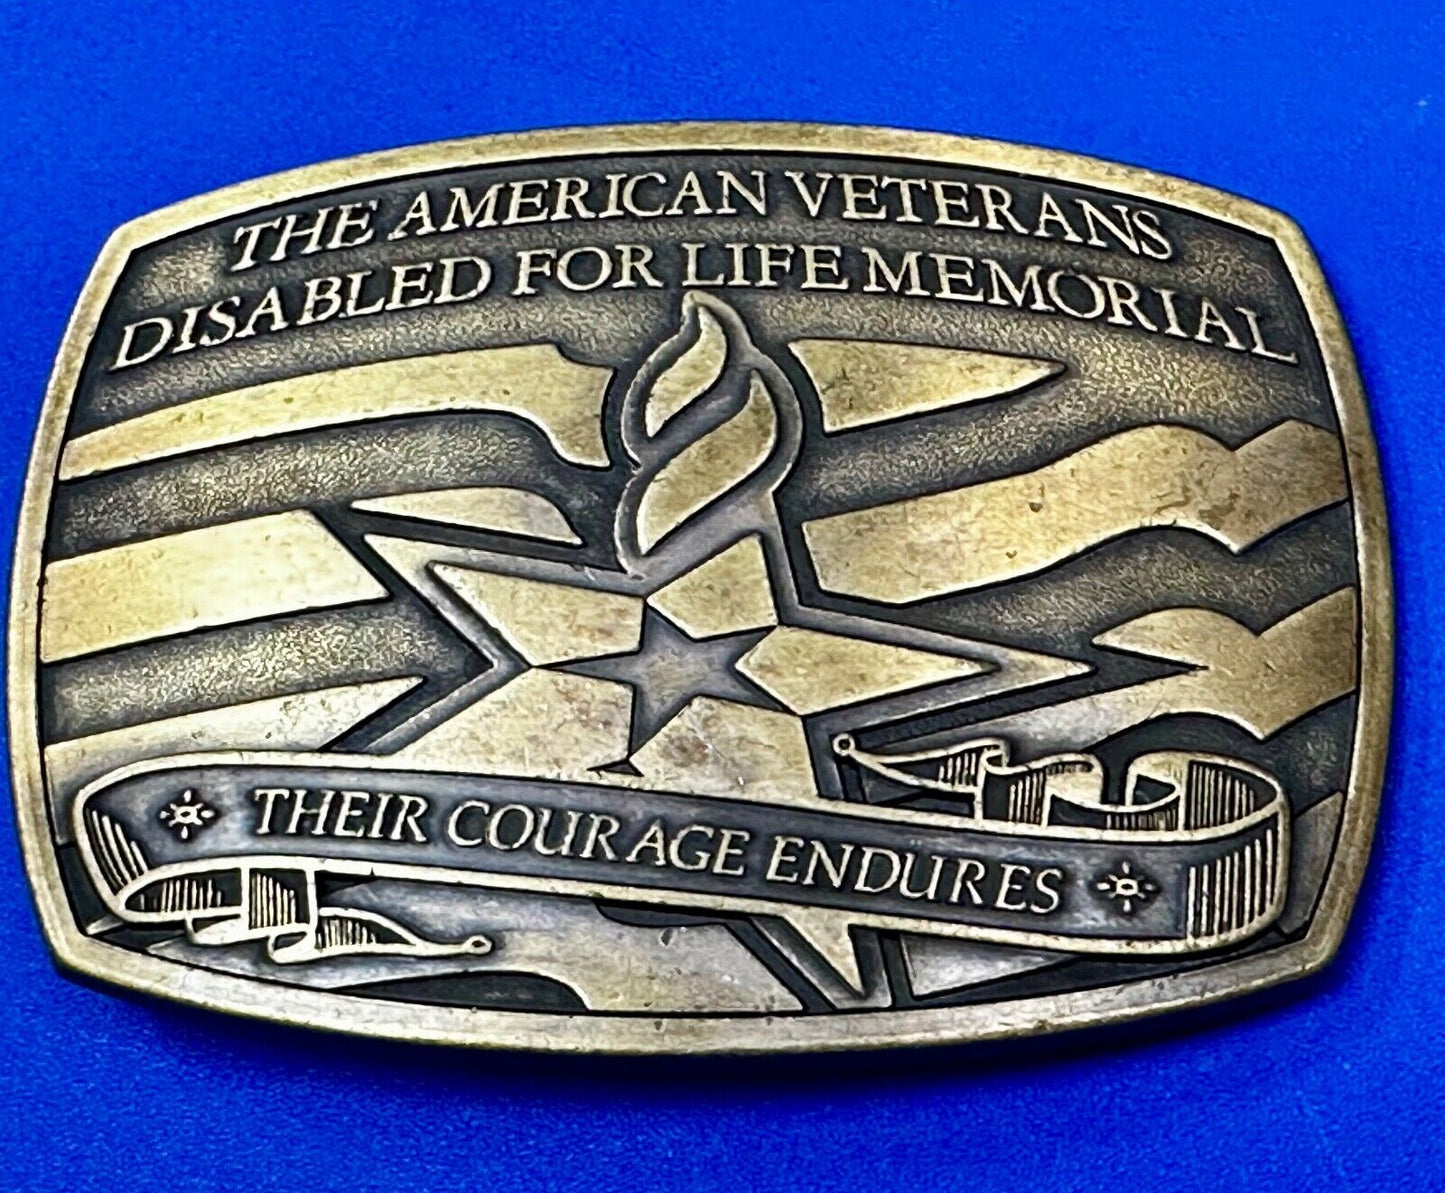 THE AMERICAN VETERANS
DISABLED FOR LIFE MEMORIAL
THEIR COURAGE ENDURES